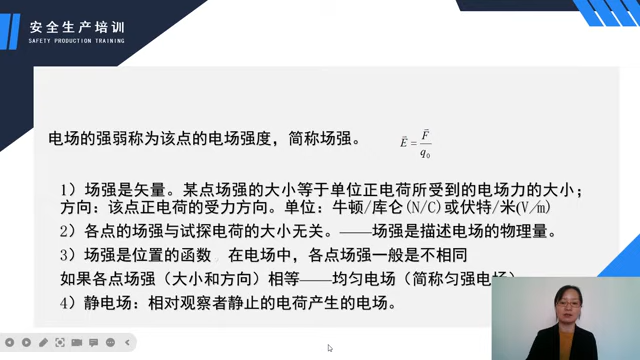 安全生产培训
SAFETY PRODUCTION TRAINING
电场的强弱称为该点的电场强度，简称场强。 E⃗ = F⃗/q₀
1）场强是矢量。某点场强的大小等于单位正电荷所受到的电场力的大小；
方向：该点正电荷的受力方向。单位：牛顿/库仑(N/C)或伏特/米(V/m)
2）各点的场强与试探电荷的大小无关。——场强是描述电场的物理量。
3）场强是位置的函数 在电场中，各点场强一般是不相同
如果各点场强（大小和方向）相等——均匀电场（简称匀强电场）
4）静电场：相对观察者静止的电荷产生的电场。